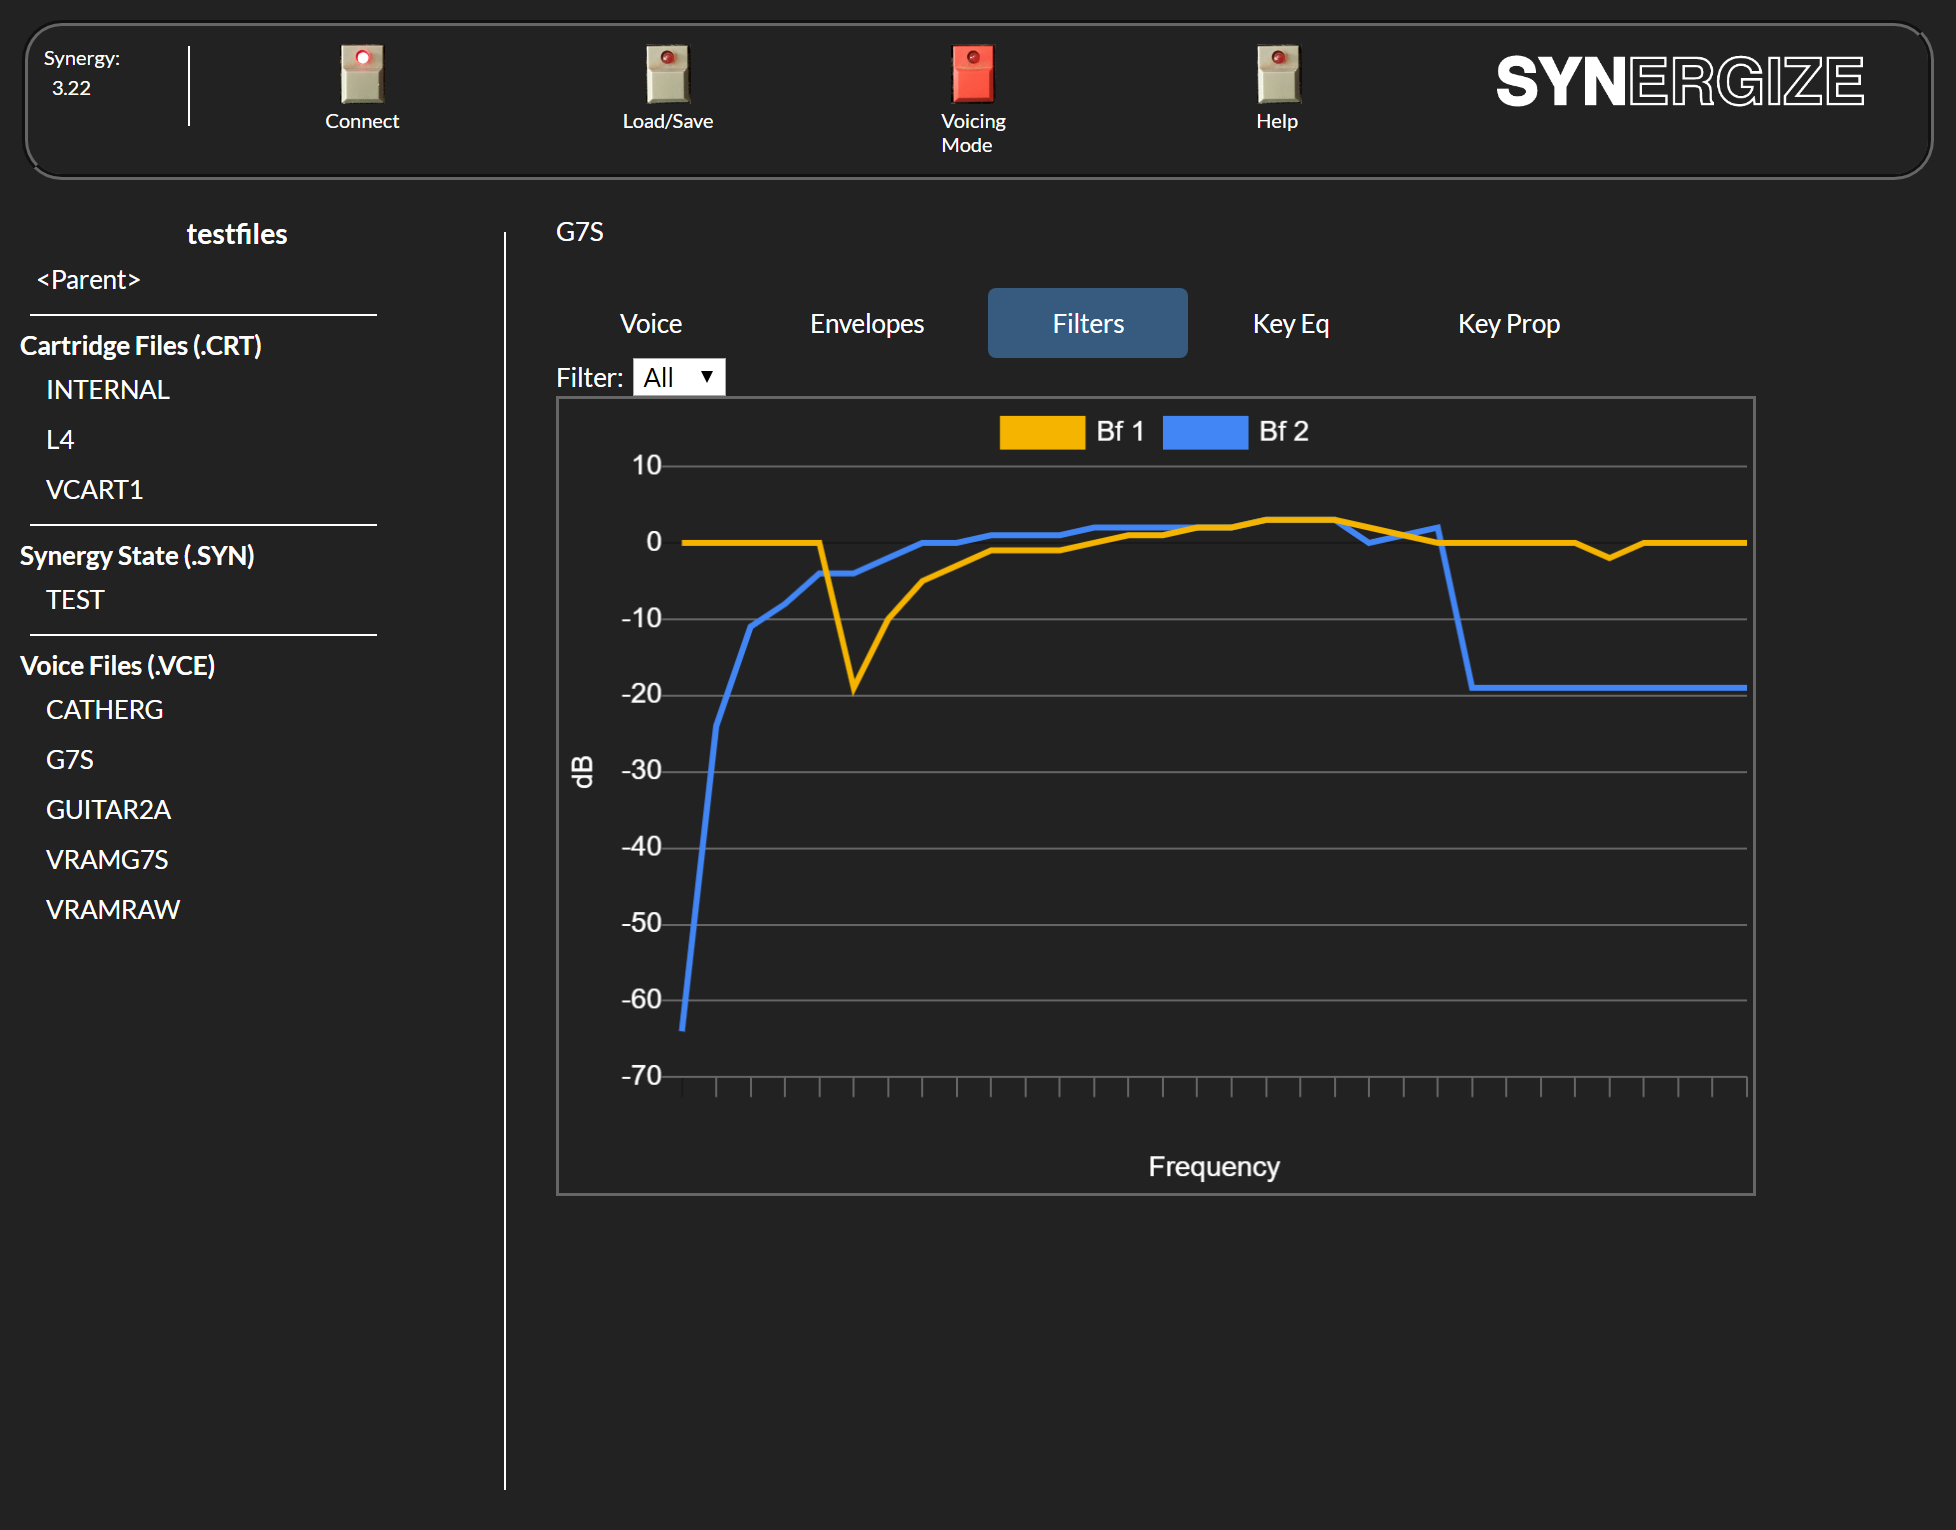 Synergy:
3.22
Connect
Load/Save
Voicing
Mode
Help
SYNERGIZE
testfiles
<Parent>
Cartridge Files (.CRT)
INTERNAL
L4
VCART1
Synergy State (.SYN)
TEST
Voice Files (.VCE)
CATHERG
G7S
GUITAR2A
VRAMG7S
VRAMRAW
G7S
Voice Envelopes Filters Key Eq Key Prop
Filter: All
Bf 1 Bf 2
10
0
-10
-20
-30
-40
-50
-60
-70
dB
Frequency